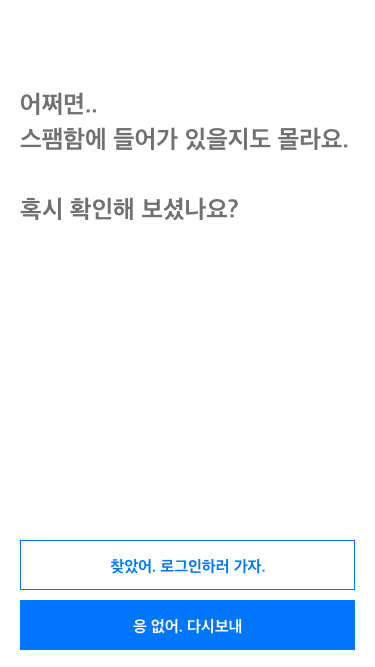 어쩌면..
스팸함에 들어가 있을지도 몰라요.
혹시 확인해 보셨나요?
찾았어. 로그인하러 가자.
응 없어. 다시보내